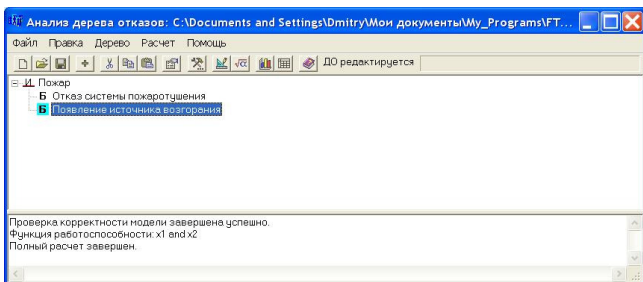 Анализ дерева отказов: C:\Documents and Settings\Dmitry\Мои документы\My_Programs\FT...
Файл Правка Дерево Расчет Помощь
ДО редактируется
И Пожар
Б Отказ системы пожаротушения
Б Появление источника возгорания
Проверка корректности модели завершена успешно.
Функция работоспособности: x1 and x2
Полный расчет завершен.